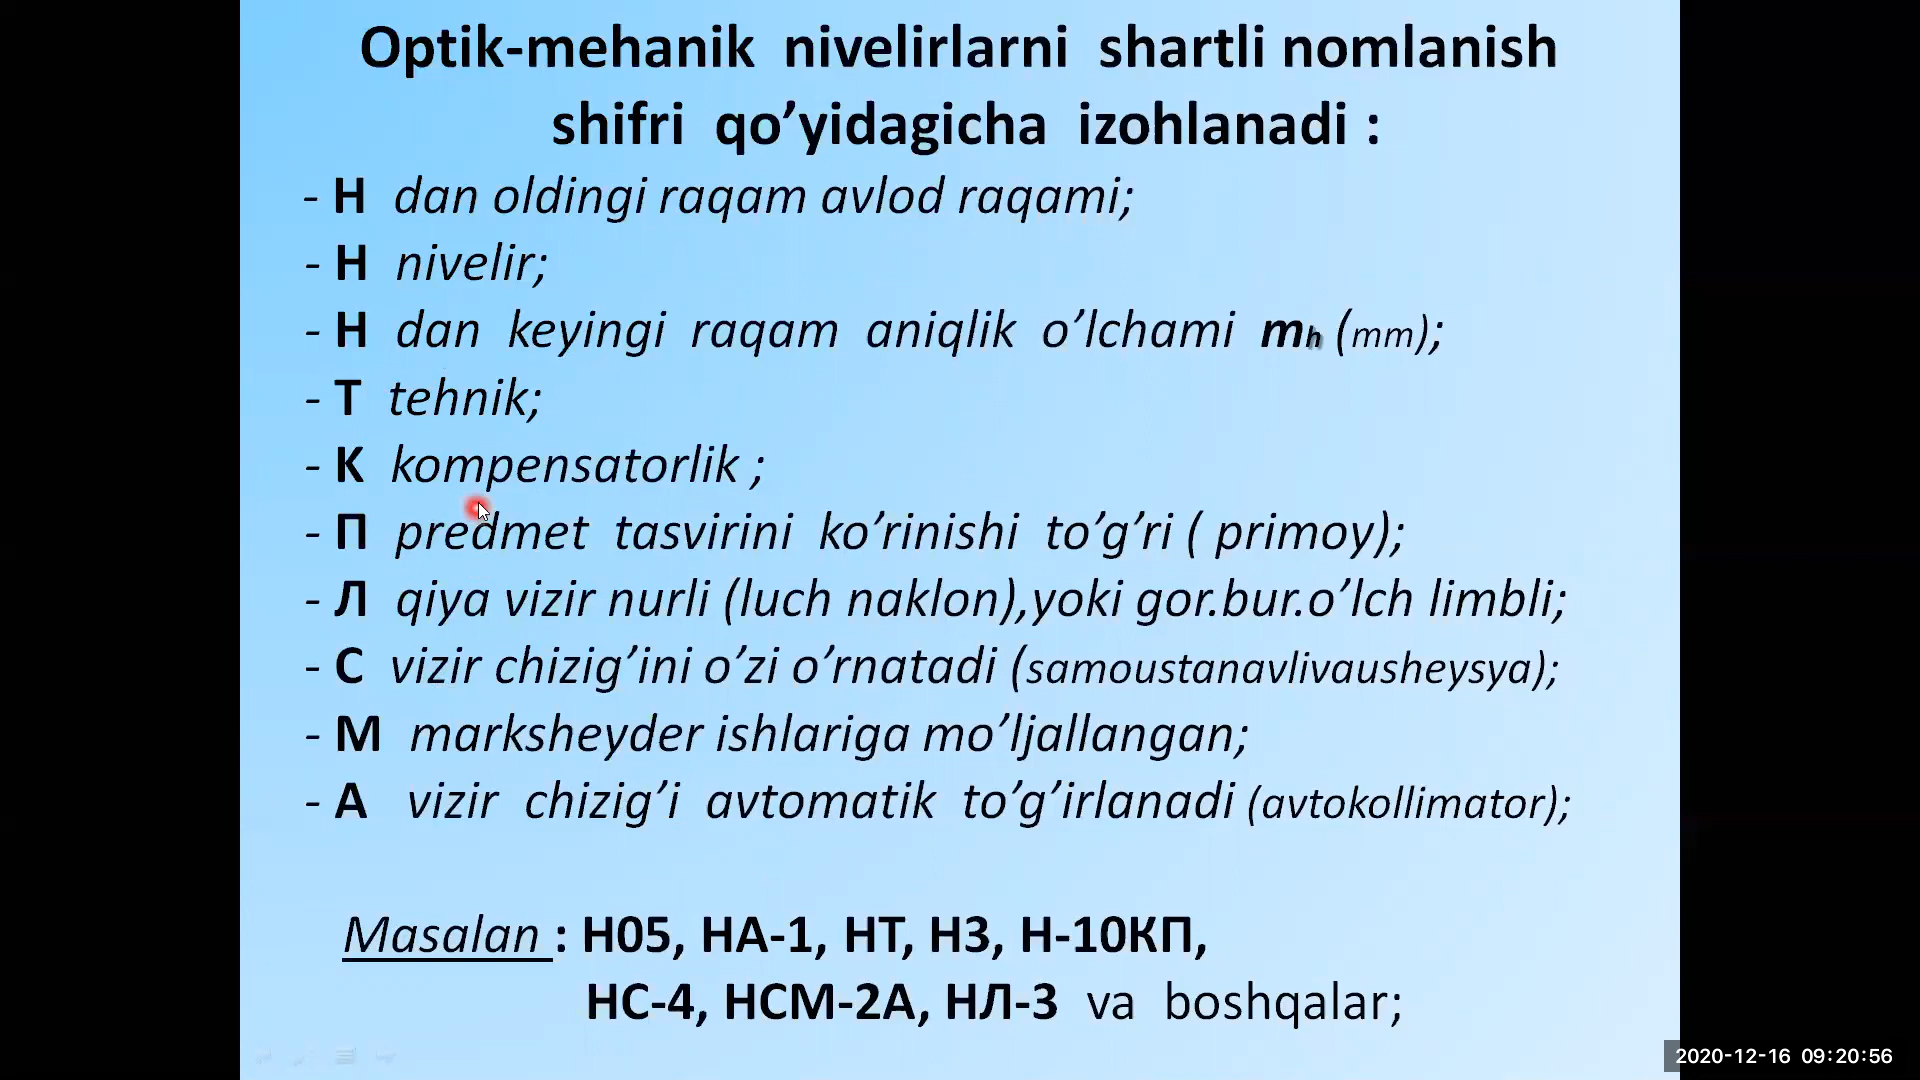 Optik-mehanik nivelirlarni shartli nomlanish
shifri qo’yidagicha izohlanadi :
- Н dan oldingi raqam avlod raqami;
- Н nivelir;
- Н dan keyingi raqam aniqlik o’lchami mh (mm);
- Т tehnik;
- К kompensatorlik ;
- П predmet tasvirini ko’rinishi to’g’ri ( primoy);
- Л qiya vizir nurli (luch naklon),yoki gor.bur.o’lch limbli;
- С vizir chizig’ini o’zi o’rnatadi (samoustanavlivausheysya);
- М marksheyder ishlariga mo’ljallangan;
- А vizir chizig’i avtomatik to’g’irlanadi (avtokollimator);
Masalan : Н05, НА-1, НТ, Н3, Н-10КП,
НС-4, НСМ-2А, НЛ-3 va boshqalar;
2020-12-16 09:20:56